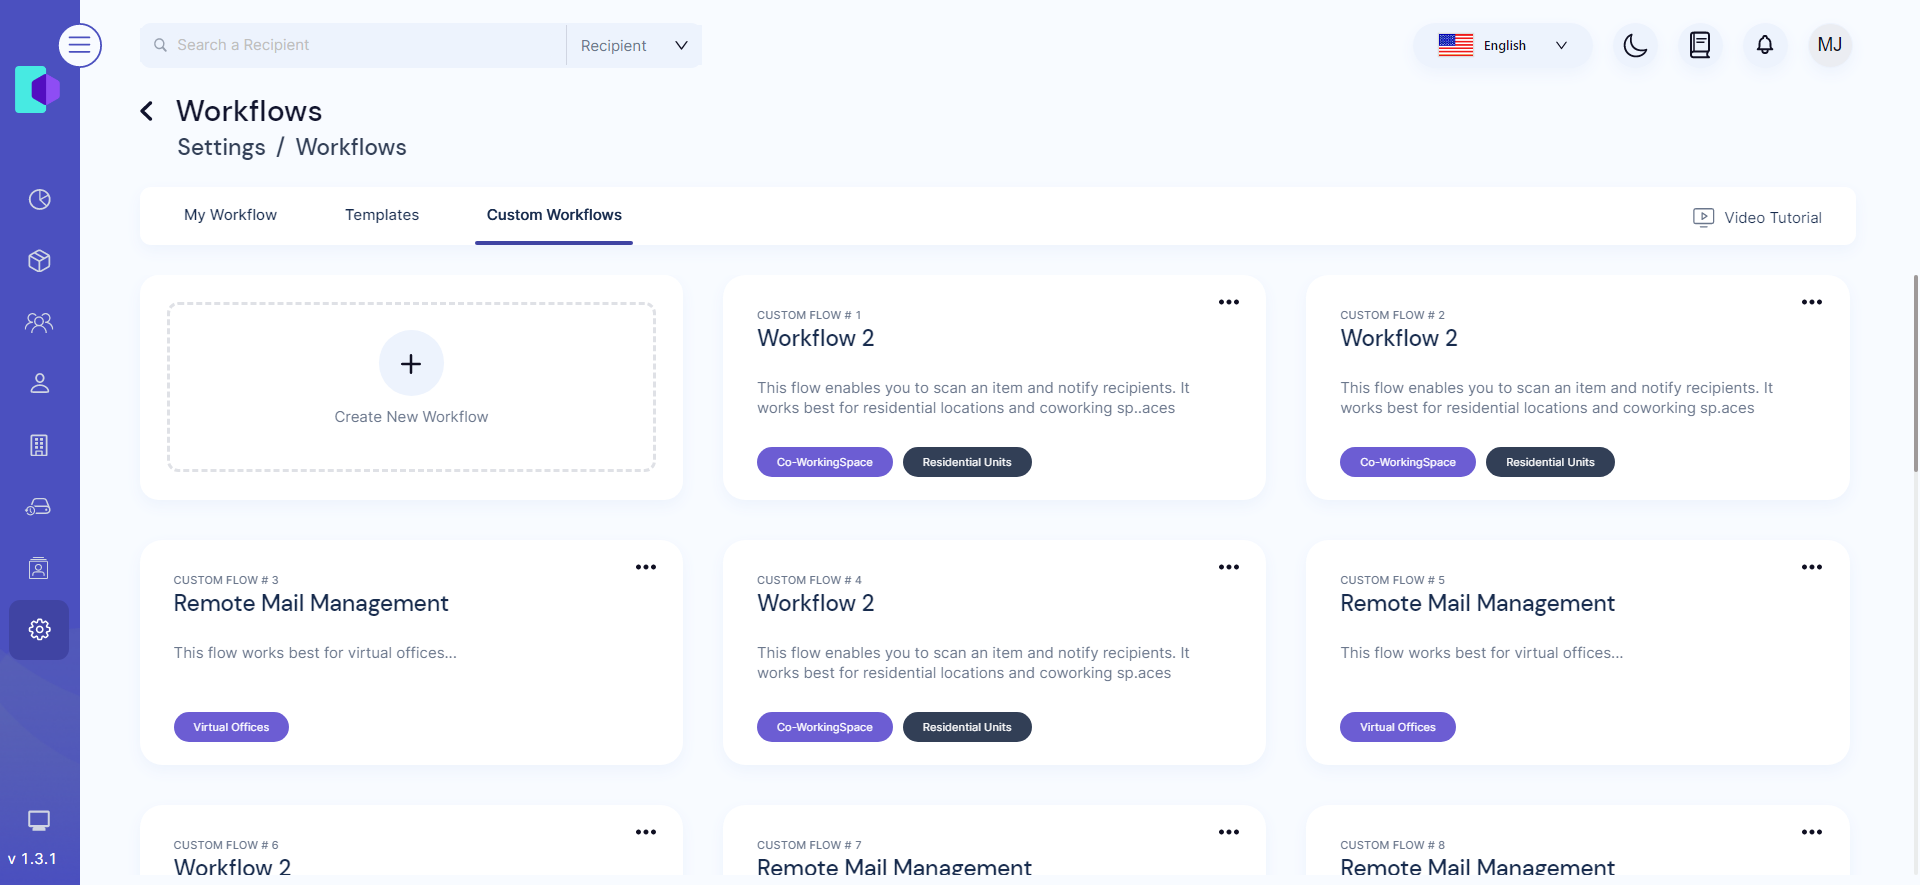 Search a Recipient
Recipient
English
MJ
Workflows
Settings / Workflows
My Workflow
Templates
Custom Workflows
Video Tutorial
Create New Workflow
CUSTOM FLOW # 1
Workflow 2
This flow enables you to scan an item and notify recipients. It
works best for residential locations and coworking sp..aces
Co-WorkingSpace
Residential Units
CUSTOM FLOW # 2
Workflow 2
This flow enables you to scan an item and notify recipients. It
works best for residential locations and coworking sp.aces
Co-WorkingSpace
Residential Units
CUSTOM FLOW # 3
Remote Mail Management
This flow works best for virtual offices...
Virtual Offices
CUSTOM FLOW # 4
Workflow 2
This flow enables you to scan an item and notify recipients. It
works best for residential locations and coworking sp.aces
Co-WorkingSpace
Residential Units
CUSTOM FLOW # 5
Remote Mail Management
This flow works best for virtual offices...
Virtual Offices
CUSTOM FLOW # 6
Workflow 2
CUSTOM FLOW # 7
Remote Mail Management
CUSTOM FLOW # 8
Remote Mail Management
v 1.3.1